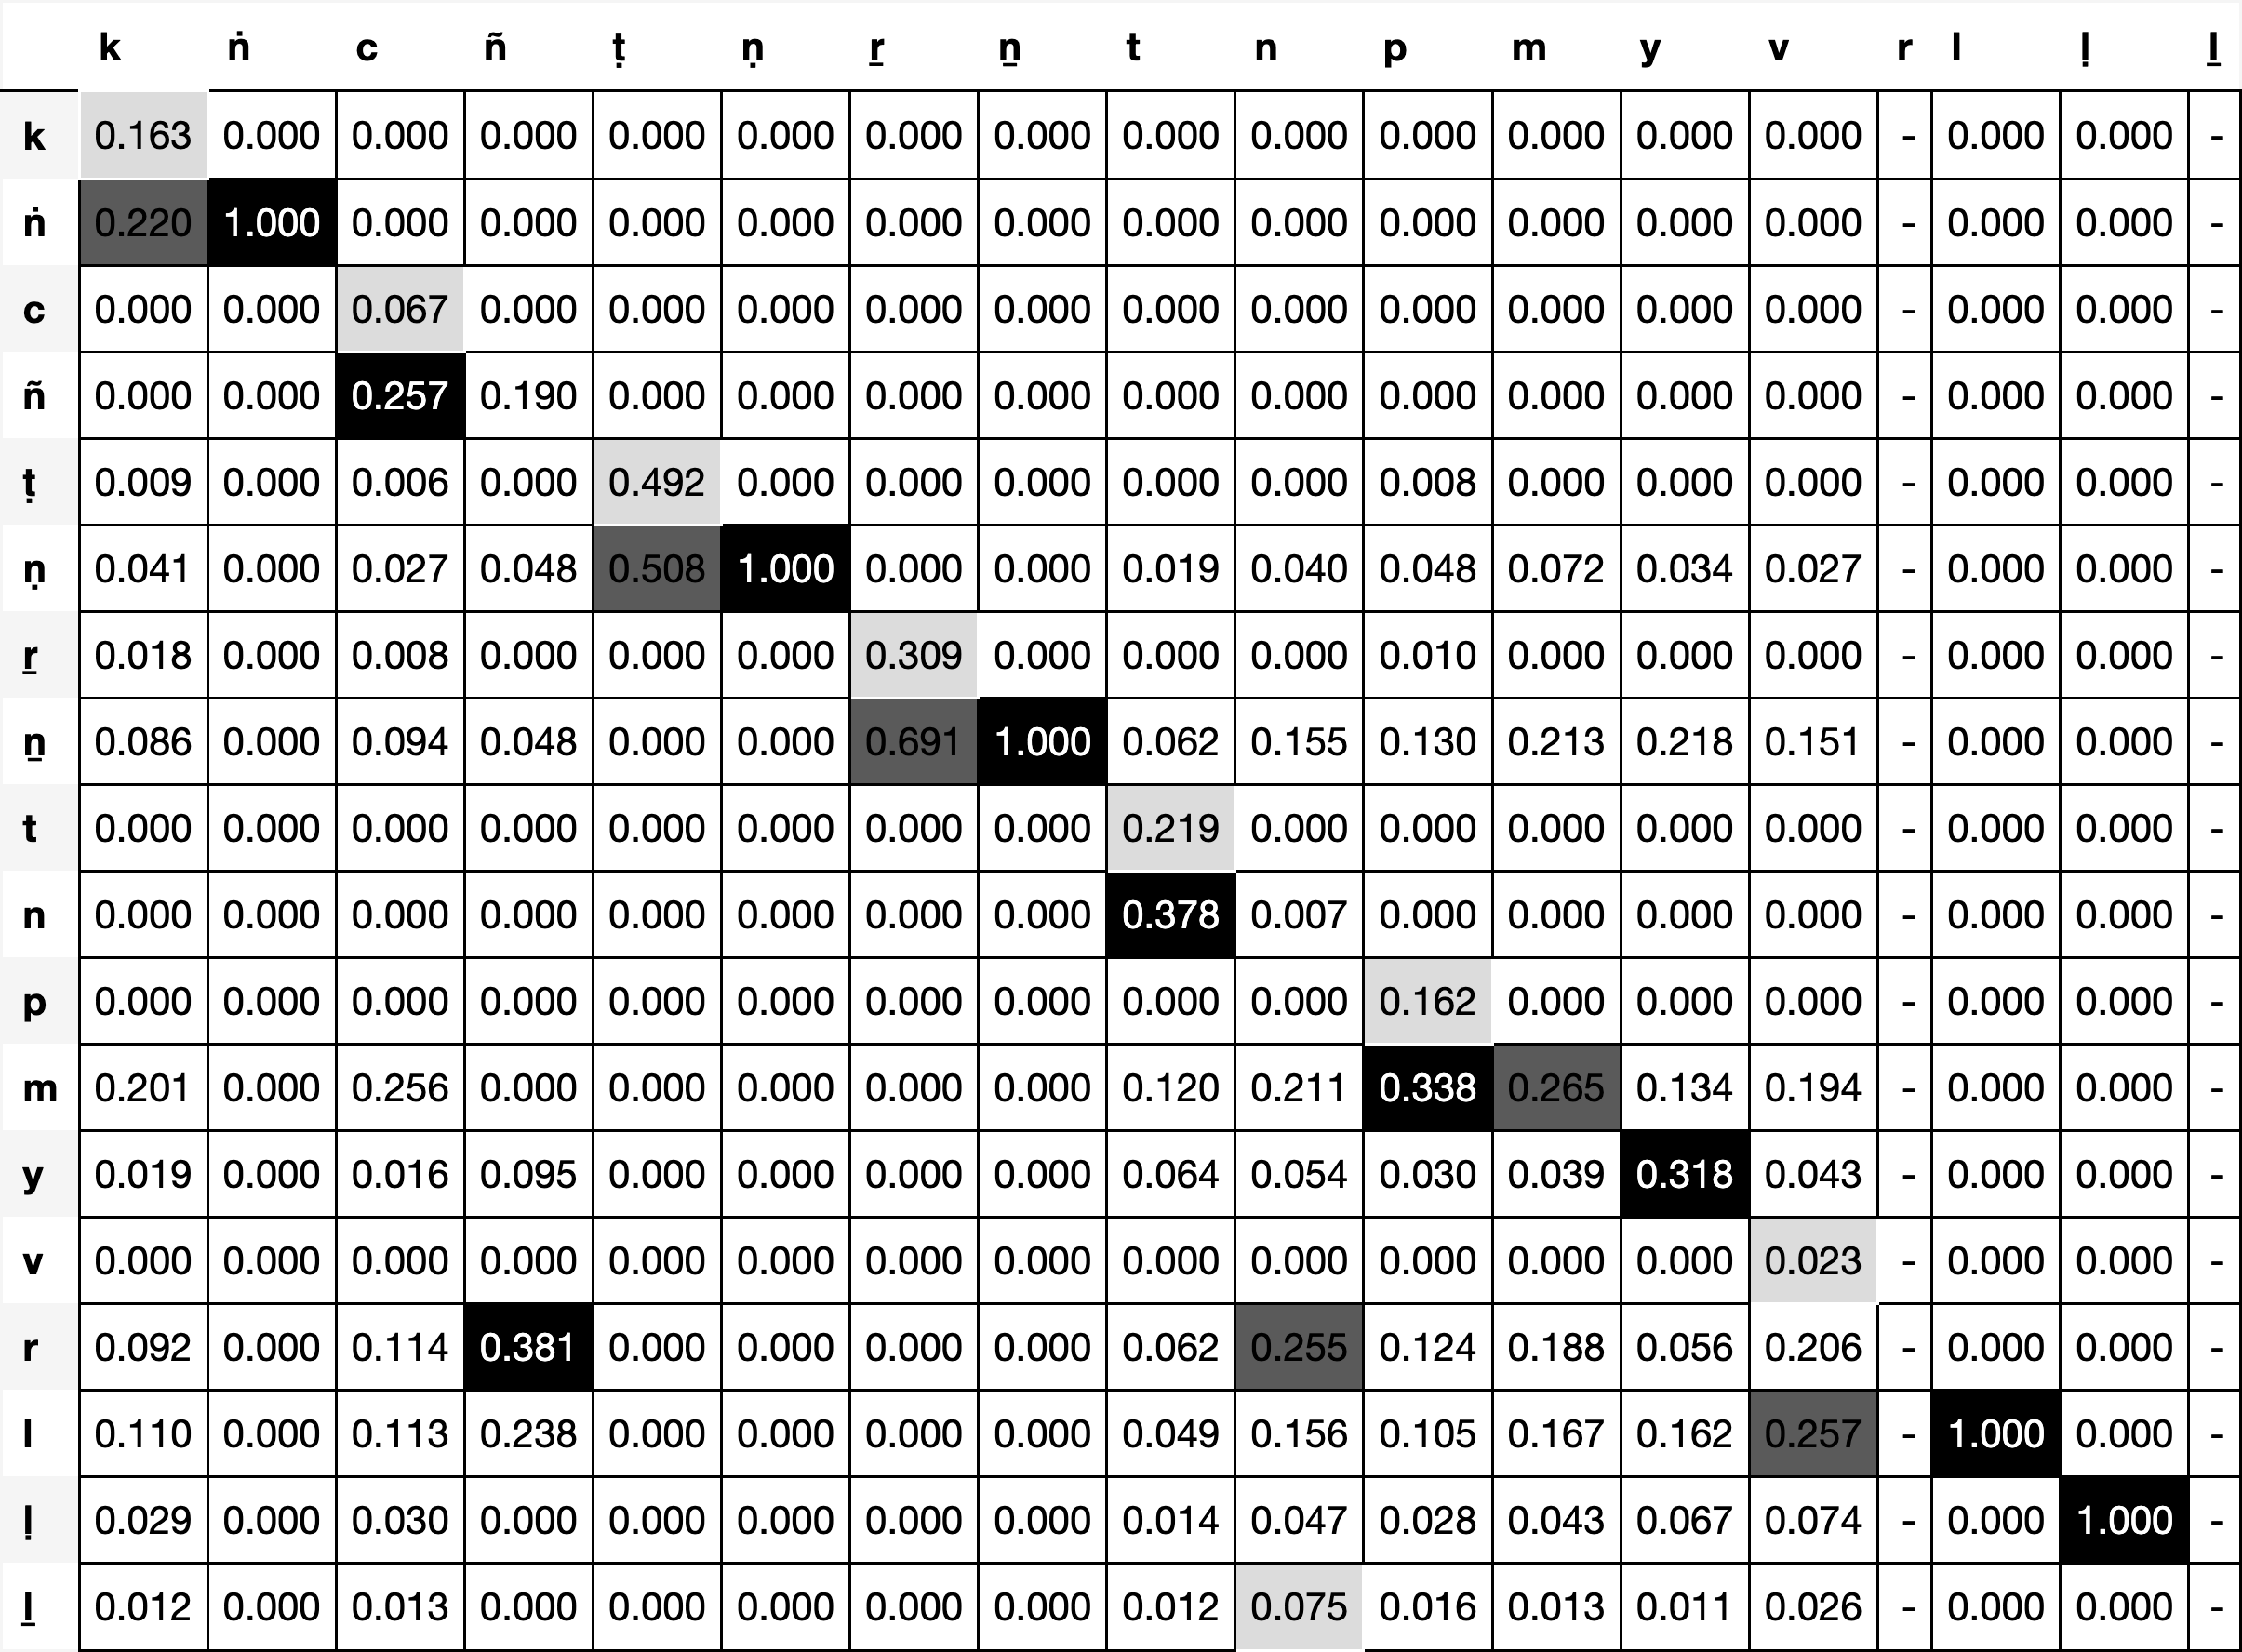 k ṅ c ñ ṭ ṇ ṟ ṉ t n p m y v r l ḷ ḻ
k 0.163 0.000 0.000 0.000 0.000 0.000 0.000 0.000 0.000 0.000 0.000 0.000 0.000 0.000 - 0.000 0.000 -
ṅ 0.220 1.000 0.000 0.000 0.000 0.000 0.000 0.000 0.000 0.000 0.000 0.000 0.000 0.000 - 0.000 0.000 -
c 0.000 0.000 0.067 0.000 0.000 0.000 0.000 0.000 0.000 0.000 0.000 0.000 0.000 0.000 - 0.000 0.000 -
ñ 0.000 0.000 0.257 0.190 0.000 0.000 0.000 0.000 0.000 0.000 0.000 0.000 0.000 0.000 - 0.000 0.000 -
ṭ 0.009 0.000 0.006 0.000 0.492 0.000 0.000 0.000 0.000 0.000 0.008 0.000 0.000 0.000 - 0.000 0.000 -
ṇ 0.041 0.000 0.027 0.048 0.508 1.000 0.000 0.000 0.019 0.040 0.048 0.072 0.034 0.027 - 0.000 0.000 -
ṟ 0.018 0.000 0.008 0.000 0.000 0.000 0.309 0.000 0.000 0.000 0.010 0.000 0.000 0.000 - 0.000 0.000 -
ṉ 0.086 0.000 0.094 0.048 0.000 0.000 0.691 1.000 0.062 0.155 0.130 0.213 0.218 0.151 - 0.000 0.000 -
t 0.000 0.000 0.000 0.000 0.000 0.000 0.000 0.000 0.219 0.000 0.000 0.000 0.000 0.000 - 0.000 0.000 -
n 0.000 0.000 0.000 0.000 0.000 0.000 0.000 0.000 0.378 0.007 0.000 0.000 0.000 0.000 - 0.000 0.000 -
p 0.000 0.000 0.000 0.000 0.000 0.000 0.000 0.000 0.000 0.000 0.162 0.000 0.000 0.000 - 0.000 0.000 -
m 0.201 0.000 0.256 0.000 0.000 0.000 0.000 0.000 0.120 0.211 0.338 0.265 0.134 0.194 - 0.000 0.000 -
y 0.019 0.000 0.016 0.095 0.000 0.000 0.000 0.000 0.064 0.054 0.030 0.039 0.318 0.043 - 0.000 0.000 -
v 0.000 0.000 0.000 0.000 0.000 0.000 0.000 0.000 0.000 0.000 0.000 0.000 0.000 0.023 - 0.000 0.000 -
r 0.092 0.000 0.114 0.381 0.000 0.000 0.000 0.000 0.062 0.255 0.124 0.188 0.056 0.206 - 0.000 0.000 -
l 0.110 0.000 0.113 0.238 0.000 0.000 0.000 0.000 0.049 0.156 0.105 0.167 0.162 0.257 - 1.000 0.000 -
ḷ 0.029 0.000 0.030 0.000 0.000 0.000 0.000 0.000 0.014 0.047 0.028 0.043 0.067 0.074 - 0.000 1.000 -
ḻ 0.012 0.000 0.013 0.000 0.000 0.000 0.000 0.000 0.012 0.075 0.016 0.013 0.011 0.026 - 0.000 0.000 -